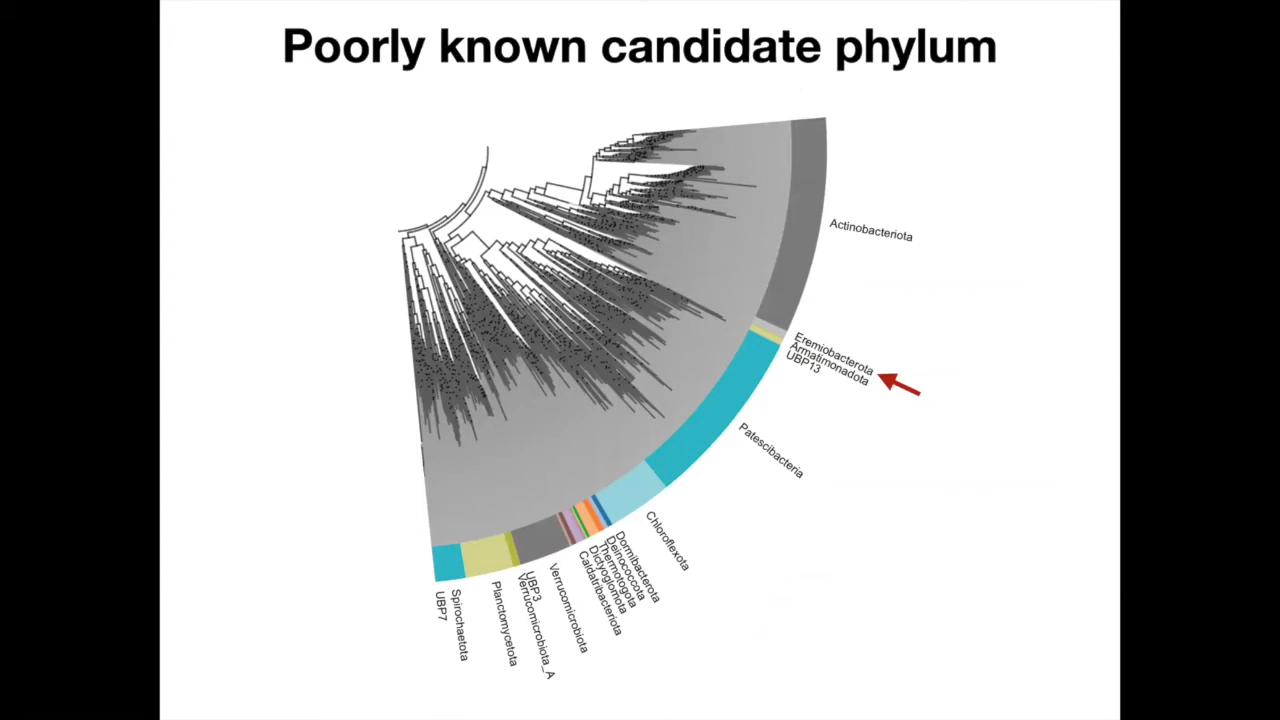 Poorly known candidate phylum
Actinobacteriota
Eremiobacterota
Armatimonadota
UBP13
Patescibacteria
Chloroflexota
Dormibacterota
Deinococcota
Thermotogota
Dictyoglomota
Caldatribacteriota
Verrucomicrobiota
UBP3
Verrucomicrobiota_A
Planctomycetota
Spirochaetota
UBP7